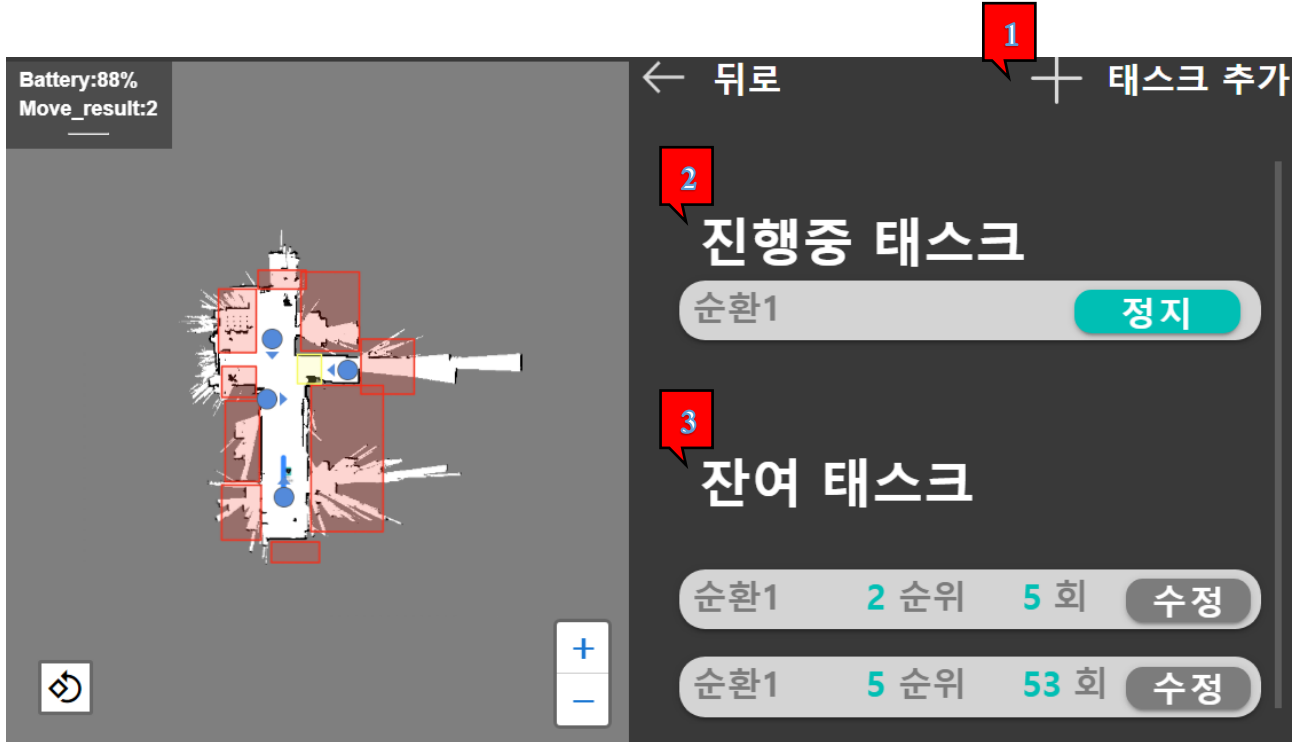 1
Battery:88%
Move_result:2
← 뒤로
+ 태스크 추가
2
진행중 태스크
순환1 정지
3
잔여 태스크
순환1 2 순위 5 회 수정
순환1 5 순위 53 회 수정
+
−